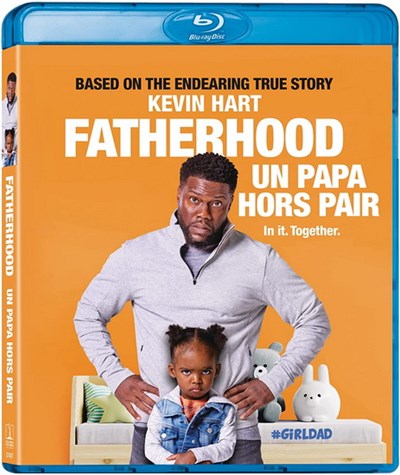 Blu-ray Disc
BASED ON THE ENDEARING TRUE STORY
KEVIN HART
FATHERHOOD
UN PAPA
HORS PAIR
In it. Together.
#GiRLDAD
FATHERHOOD
UN PAPA HORS PAIR